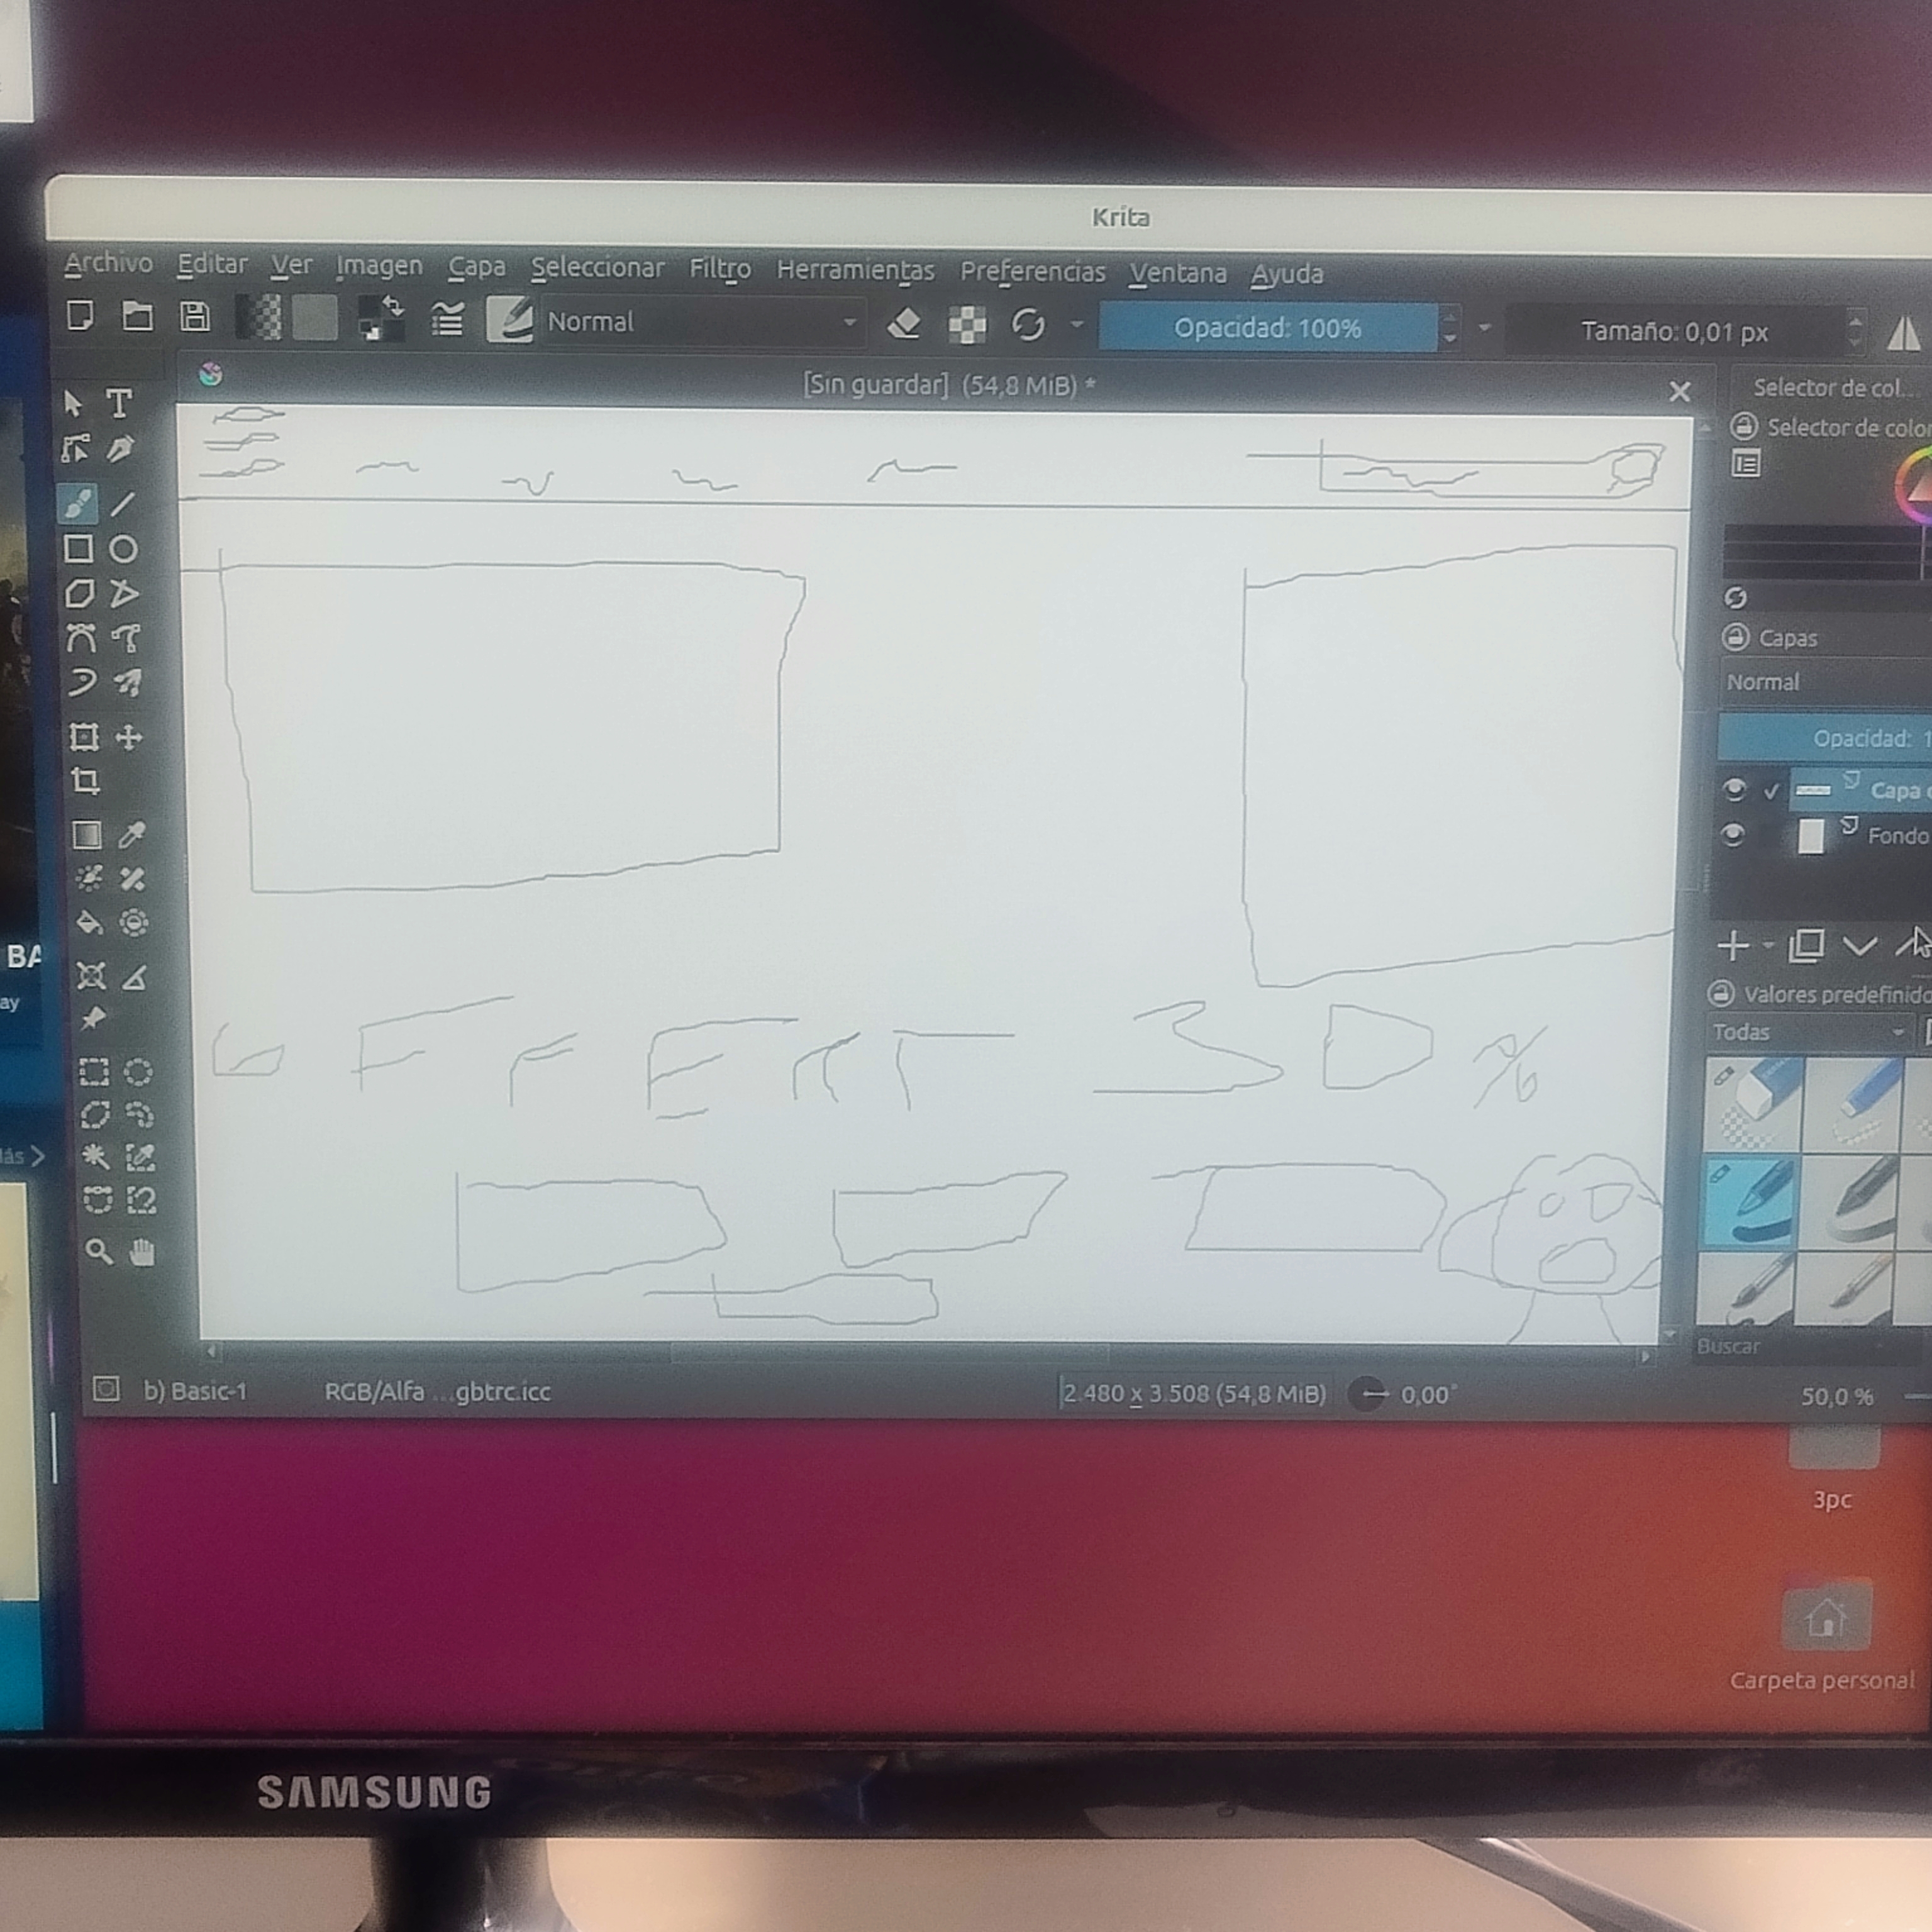 Krita
Archivo Editar Ver Imagen Capa Seleccionar Filtro Herramientas Preferencias Ventana Ayuda
Normal Opacidad: 100% Tamaño: 0,01 px
[Sin guardar] (54,8 MiB) *
Selector de col...
Selector de color
Capas
Normal
Opacidad: 1
Capa
Fondo
BA
ay
Valores predefinido
Todas
3D %
ás
Buscar
b) Basic-1 RGB/Alfa ...gbtrc.icc 2.480 x 3.508 (54,8 MiB) 0,00° 50,0 %
3pc
Carpeta personal
SAMSUNG